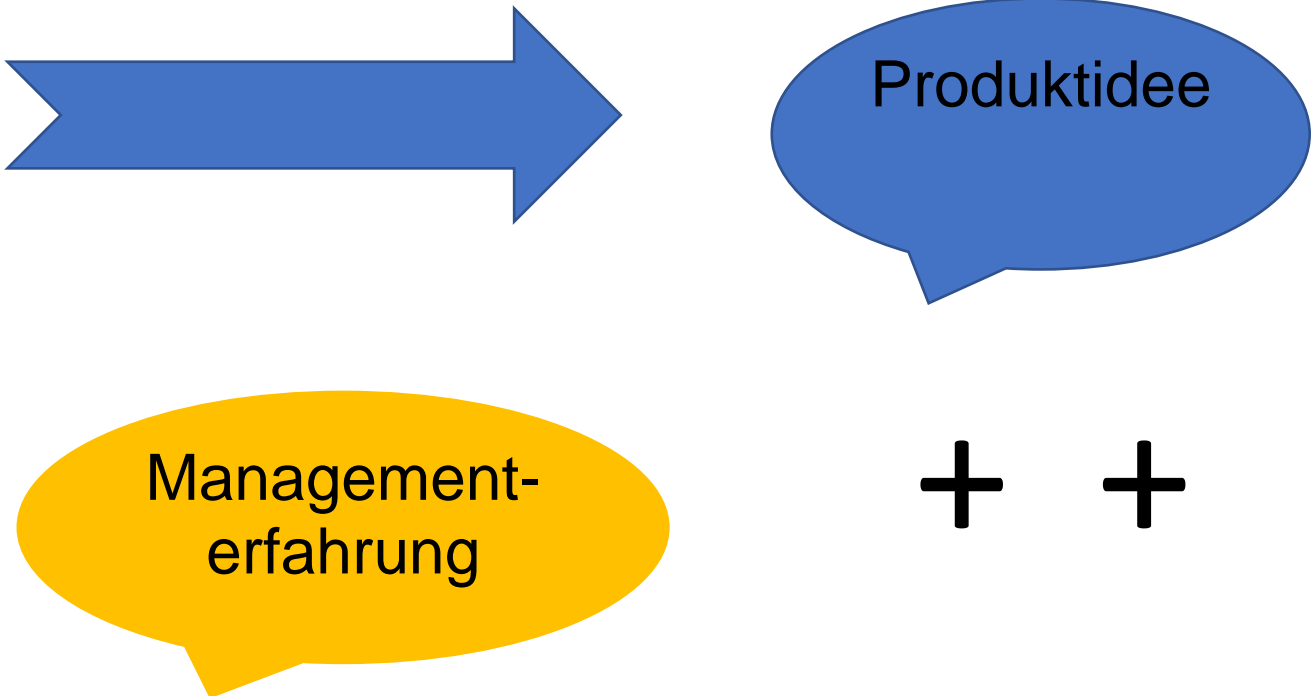 Produktidee
Management-
erfahrung
+ +